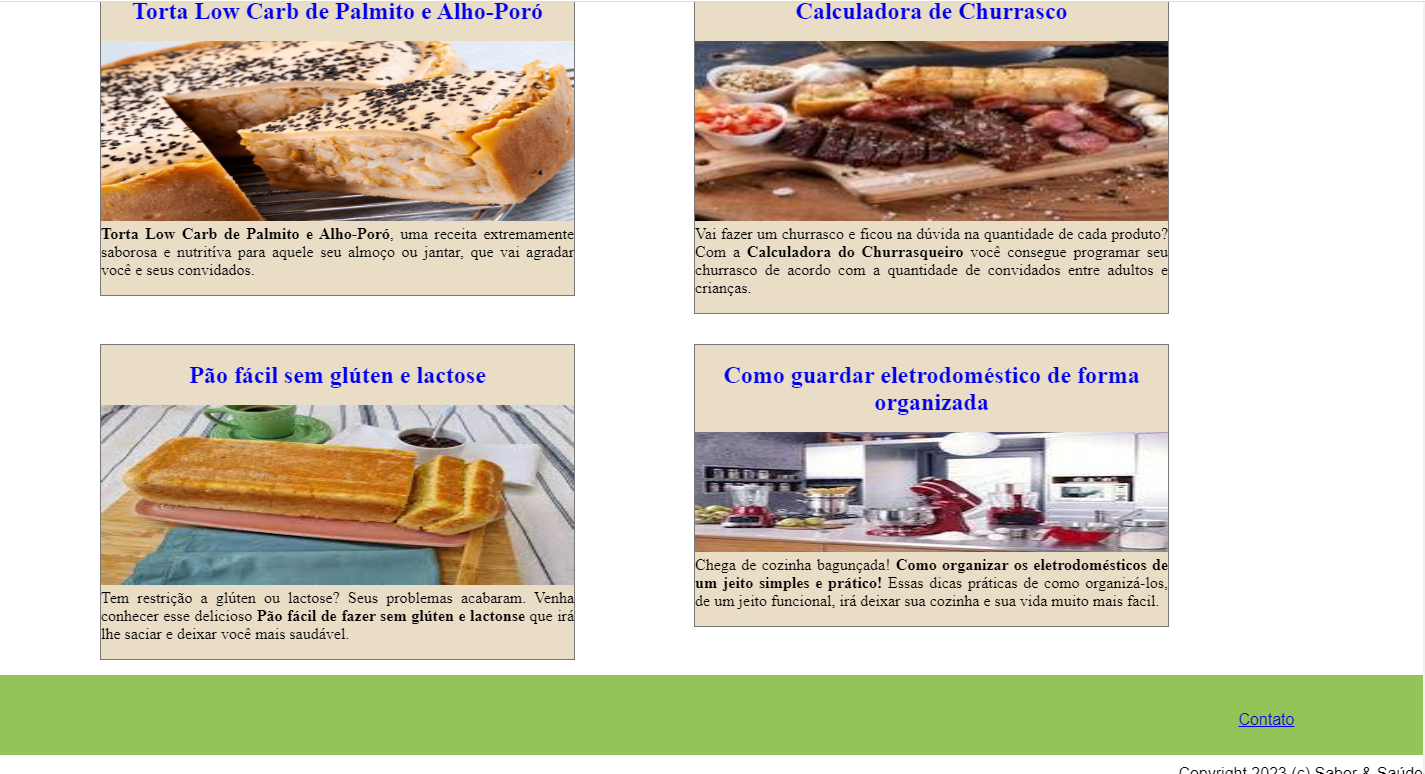 Torta Low Carb de Palmito e Alho-Poró
Torta Low Carb de Palmito e Alho-Poró, uma receita extremamente
saborosa e nutritíva para aquele seu almoço ou jantar, que vai agradar
você e seus convidados.
Calculadora de Churrasco
Vai fazer um churrasco e ficou na dúvida na quantidade de cada produto?
Com a Calculadora do Churrasqueiro você consegue programar seu
churrasco de acordo com a quantidade de convidados entre adultos e
crianças.
Pão fácil sem glúten e lactose
Tem restrição a glúten ou lactose? Seus problemas acabaram. Venha
conhecer esse delicioso Pão fácil de fazer sem glúten e lactonse que irá
lhe saciar e deixar você mais saudável.
Como guardar eletrodoméstico de forma
organizada
Chega de cozinha bagunçada! Como organizar os eletrodomésticos de
um jeito simples e prático! Essas dicas práticas de como organizá-los,
de um jeito funcional, irá deixar sua cozinha e sua vida muito mais facil.
Contato
Copyright 2023 (c) Sabor & Saúde